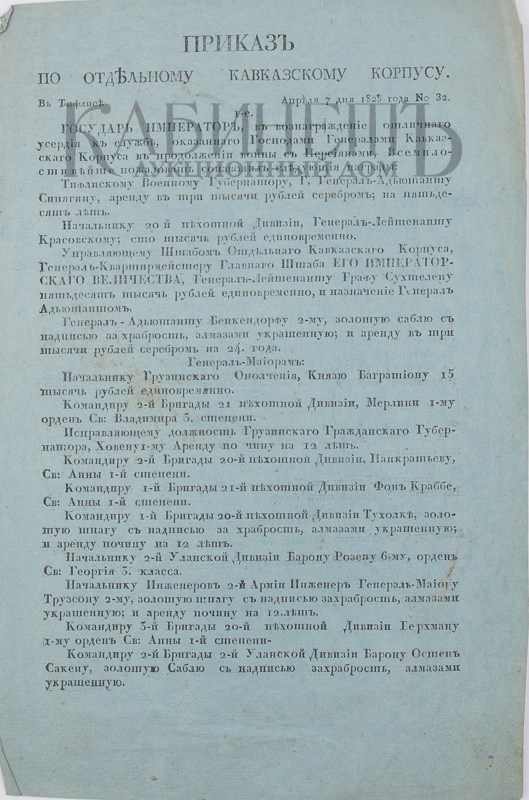 ПРИКАЗЪ
ПО ОТДѢЛЬНОМУ КАВКАЗСКОМУ КОРПУСУ.
Въ Тифлисѣ Апрѣля 7 дня 1828 года No 32.
КАБИНЕТЪ
АУКЦИОННЫЙ ДОМ
1-е.
ГОСУДАРЬ ИМПЕРАТОРЪ, въ вознагражденіе отличнаго
усердія къ службѣ, оказаннаго Господами Генералами Кавказ-
скаго Корпуса въ продолженіи войны съ Персіянами, Всемило-
стивѣйше пожаловать изволилъ слѣдующія награды:
Тифлискому Военному Губернатору, Г. Генералъ-Адъютанту
Сипягину, аренду въ три тысячи рублей серебромъ; на пятьде-
сятъ лѣтъ.
Начальнику 20-й пѣхотной Дивизіи, Генералъ-Лейтенанту
Красовскому; сто тысячь рублей единовременно.
Управляющему Штабомъ Отдѣльнаго Кавказскаго Корпуса,
Генералъ-Квартирмейстеру Главнаго Штаба ЕГО ИМПЕРАТОР-
СКАГО ВЕЛИЧЕСТВА, Генералъ-Лейтенанту Графу Сухтелену
пятьдесятъ тысячь рублей единовременно, и назначеніе Генералъ
Адъютантомъ.
Генералъ-Адъютанту Бенкендорфу 2-му, золотую саблю съ
надписью за храбрость, алмазами украшенную; и аренду въ три
тысячи рублей серебромъ на 24. года.
Генералъ-Маіорамъ:
Начальнику Грузинскаго Ополченія, Князю Багратіону 15
тысячь рублей единовременно.
Командиру 2-й Бригады 21 пѣхотной Дивизіи, Мерлини 1-му
орденъ Св: Владимира 3. степени.
Исправляющему должность Грузинскаго Гражданскаго Губер-
натора, Ховену 1-му Аренду по чину на 12 лѣтъ.
Командиру 2-й Бригады 20-й пѣхотной Дивизіи, Панкратьеву,
Св: Анны 1-й степени.
Командиру 1-й Бригады 21-й пѣхотной Дивизіи Фонъ Краббе,
Св: Анны 1-й степени.
Командиру 1-й Бригады 20-й пѣхотной Дивизіи Тухолкѣ, золо-
тую шпагу съ надписью за храбрость, алмазами украшенную;
и аренду почину на 12 лѣтъ.
Начальнику 2-й Уланской Дивизіи Барону Розену 6-му, орденъ
Св: Георгія 3. класса.
Начальнику Инженеровъ 2-й Арміи Инженеръ Генералъ-Маіору
Трузсону 2-му, золотую шпагу съ надписью захрабрость, алмазами
украшенную; и аренду почину на 12. лѣтъ.
Командиру 3-й Бригады 20-й пѣхотной Дивизіи Герхману
1-му орденъ Св: Анны 1-й степени-
Командиру 2-й Бригады 2-й Уланской Дивизіи Барону Остенъ
Сакену, золотую Саблю съ надписью захрабрость, алмазами
украшенную.